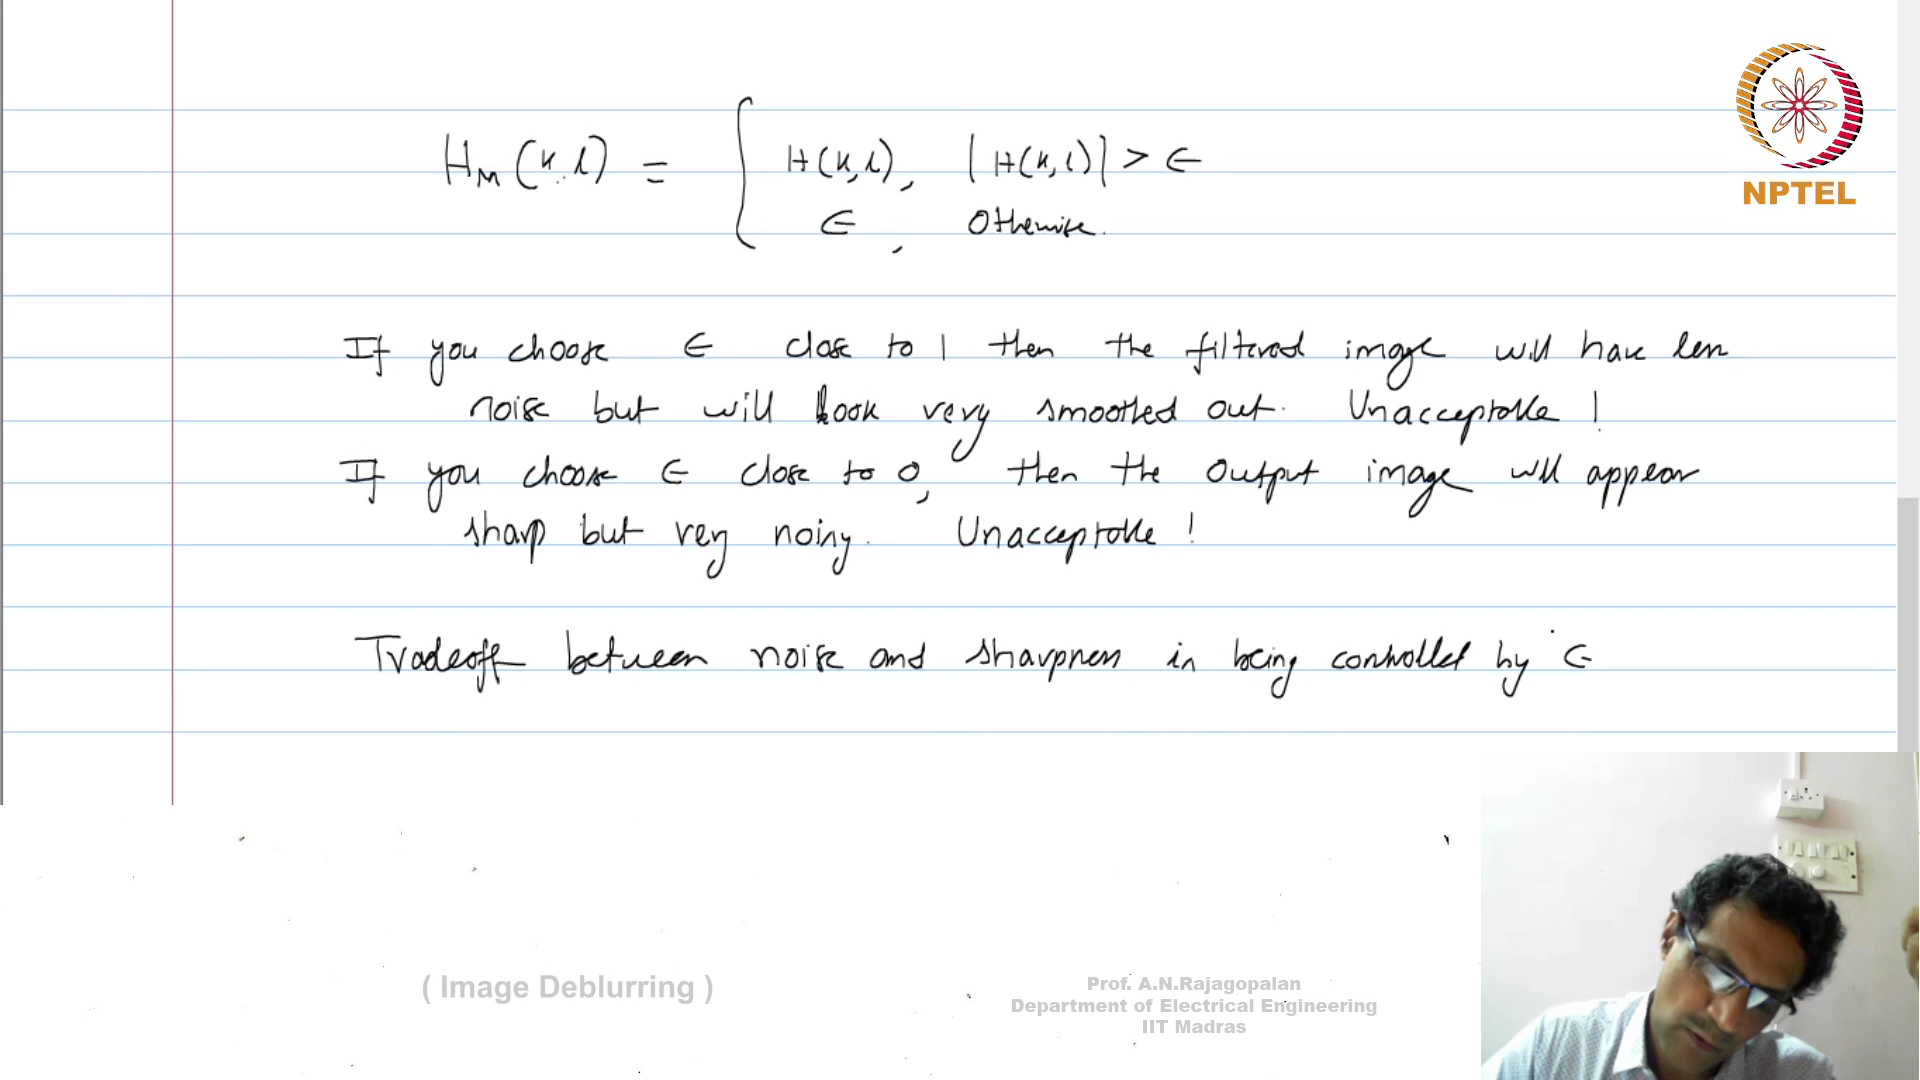 H_M(k,l) = { H(k,l), |H(k,l)| > ∈
∈, Otherwise.
NPTEL
If you choose ∈ close to 1 then the filtered image will have less
noise but will look very smoothed out. Unacceptable !
If you choose ∈ close to 0, then the output image will appear
sharp but very noisy. Unacceptable !
Tradeoff between noise and sharpness is being controlled by ∈
( Image Deblurring )
Prof. A.N.Rajagopalan
Department of Electrical Engineering
IIT Madras